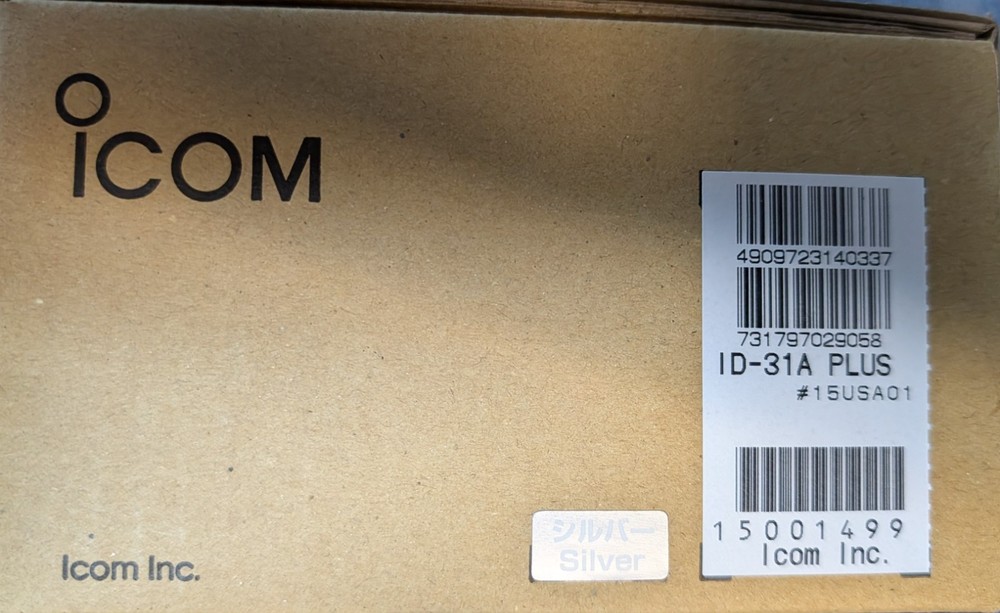 ICOM
4909723140337
731797029058
ID-31A PLUS
#15USA01
15001499
Icom Inc.
シルバー
Silver
Icom Inc.